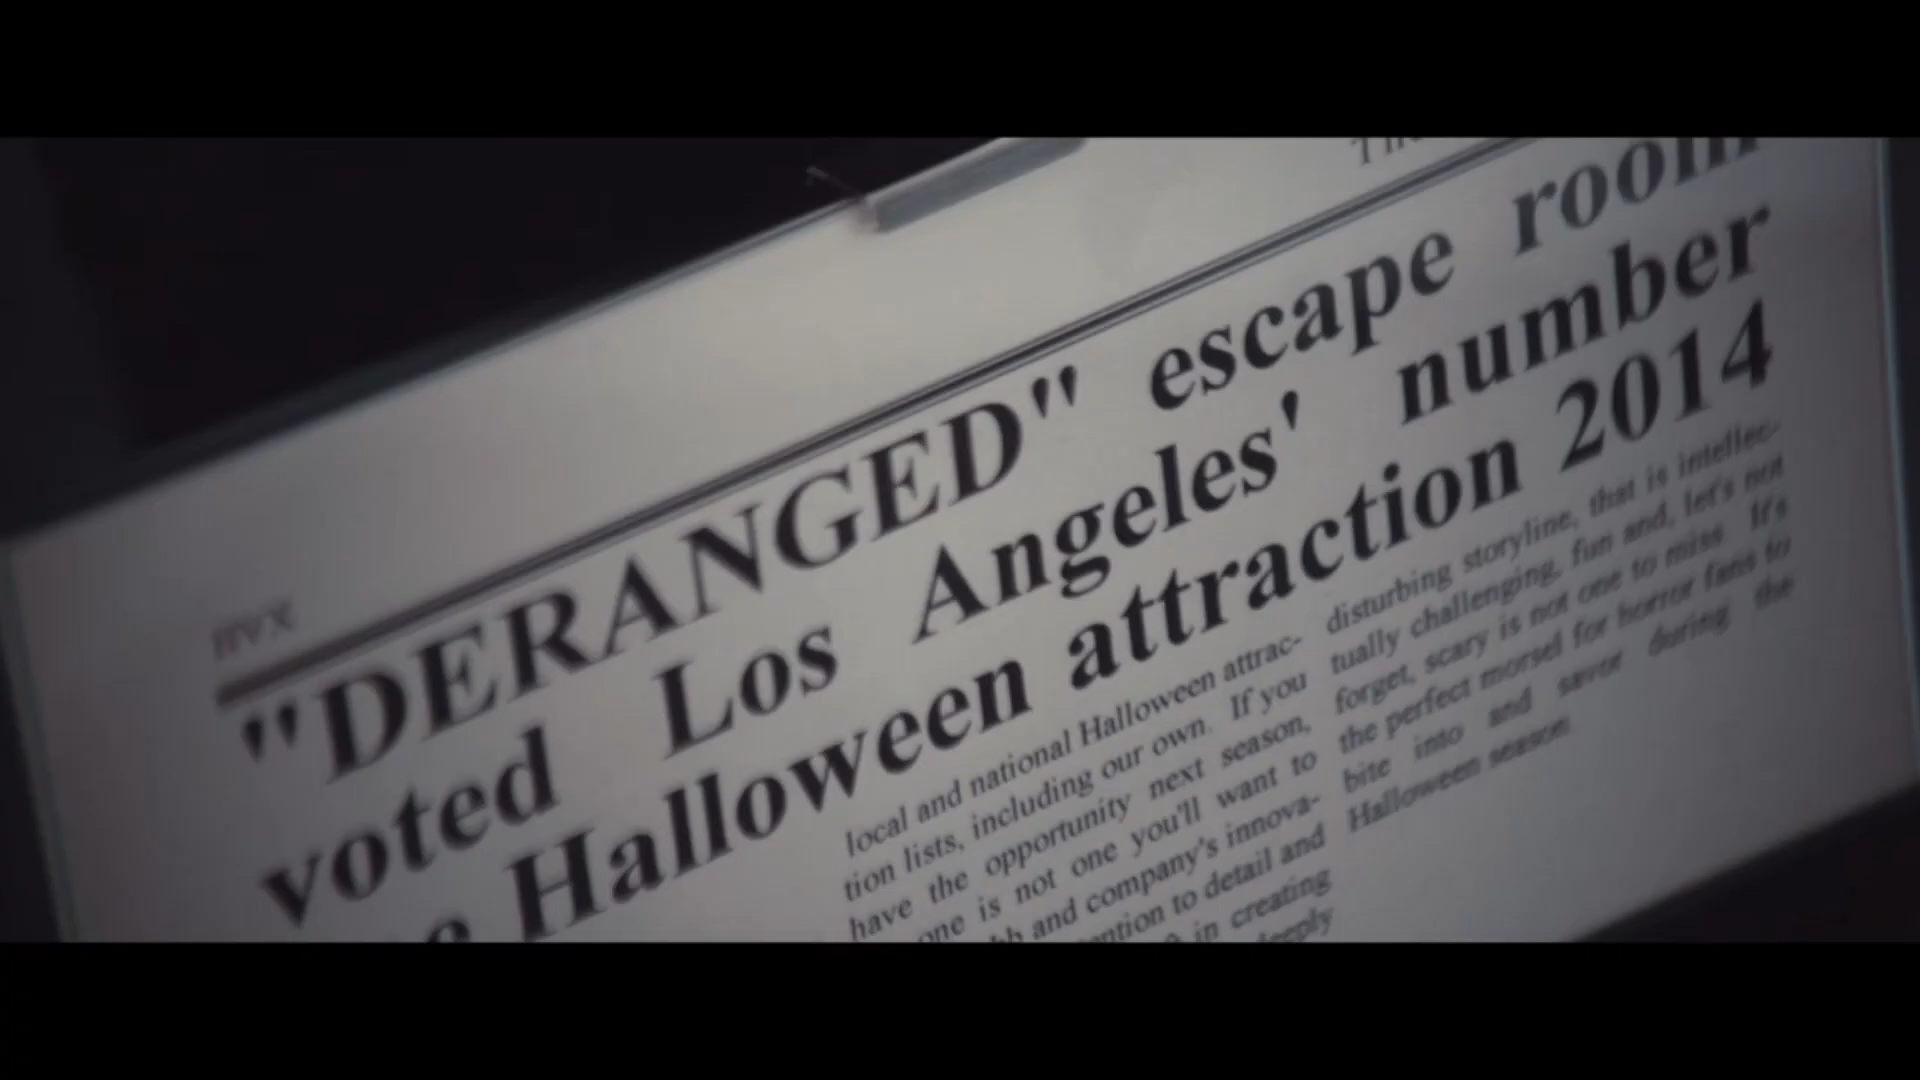 "DERANGED" escape room
voted Los Angeles' number
Halloween attraction 2014
local and national Halloween attrac-
tion lists, including our own. If you
have the opportunity next season,
one is not one you'll want to
and company's innova-
to detail and
in creating
deeply
disturbing storyline, that is intellec-
tually challenging, fun and, let's not
forget, scary is not one to miss. It's
the perfect morsel for horror fans to
bite into and savor during the
Halloween season.